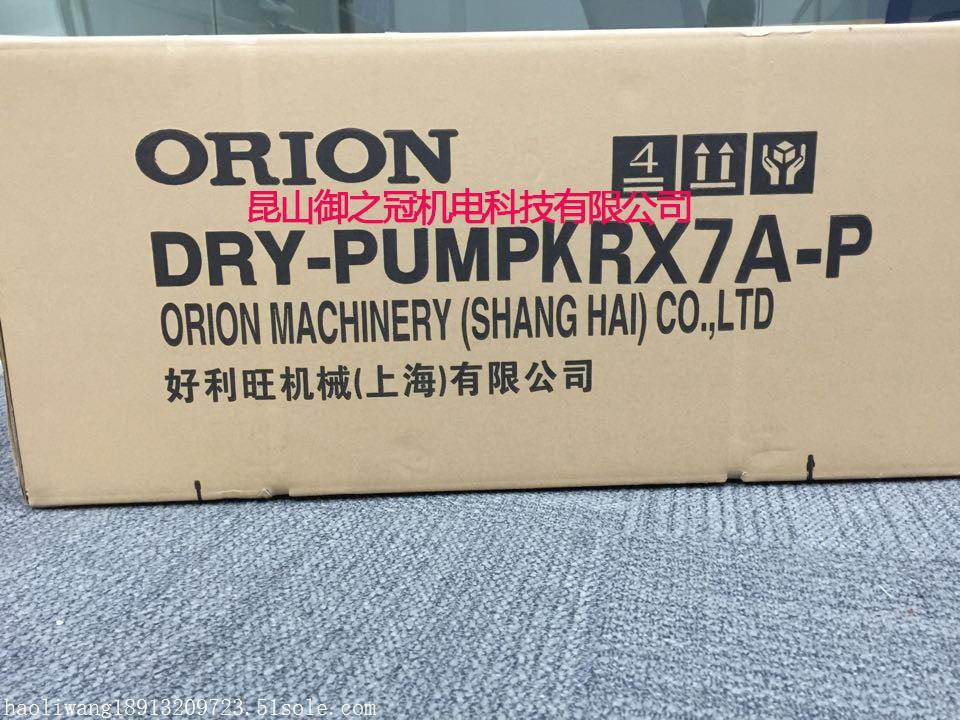 ORION
4
昆山御之冠机电科技有限公司
DRY-PUMPKRX7A-P
ORION MACHINERY (SHANG HAI) CO.,LTD
好利旺机械(上海)有限公司
haoliwang18913209723.51sole.com